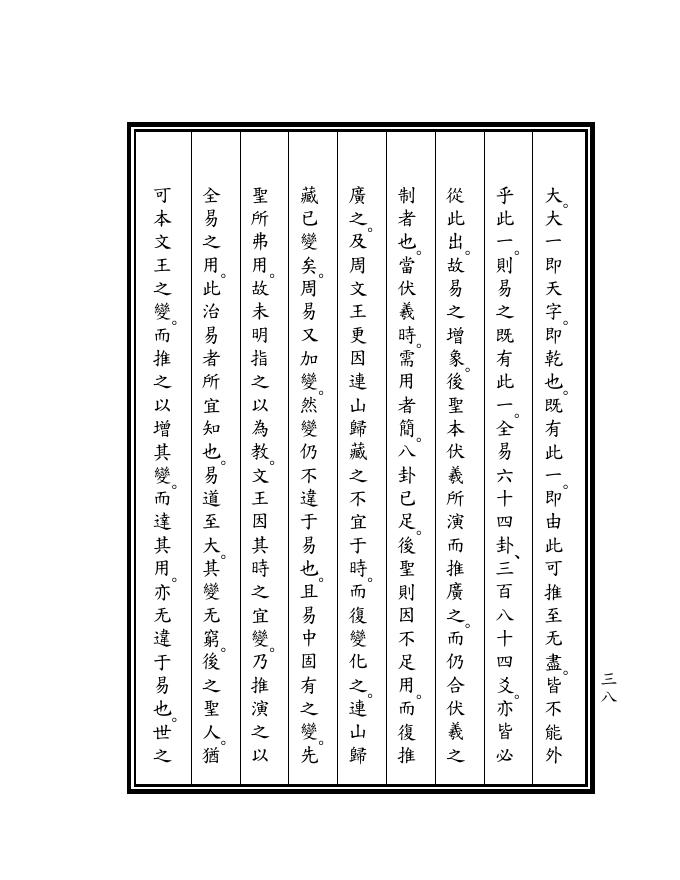 大。大一即天字。即乾也。既有此一。即由此可推至无盡。皆不能外
乎此一。則易之既有此一。全易六十四卦、三百八十四爻。亦皆必
從此出。故易之增象。後聖本伏羲所演而推廣之。而仍合伏羲之
制者也。當伏羲時。需用者簡。八卦已足。後聖則因不足用。而復推
廣之。及周文王更因連山歸藏之不宜于時。而復變化之。連山歸
藏已變矣。周易又加變。然變仍不違于易也。且易中固有之變。先
聖所弗用。故未明指之以為教。文王因其時之宜變。乃推演之以
全易之用。此治易者所宜知也。易道至大。其變无窮。後之聖人。猶
可本文王之變。而推之以增其變。而達其用。亦无違于易也。世之
三八